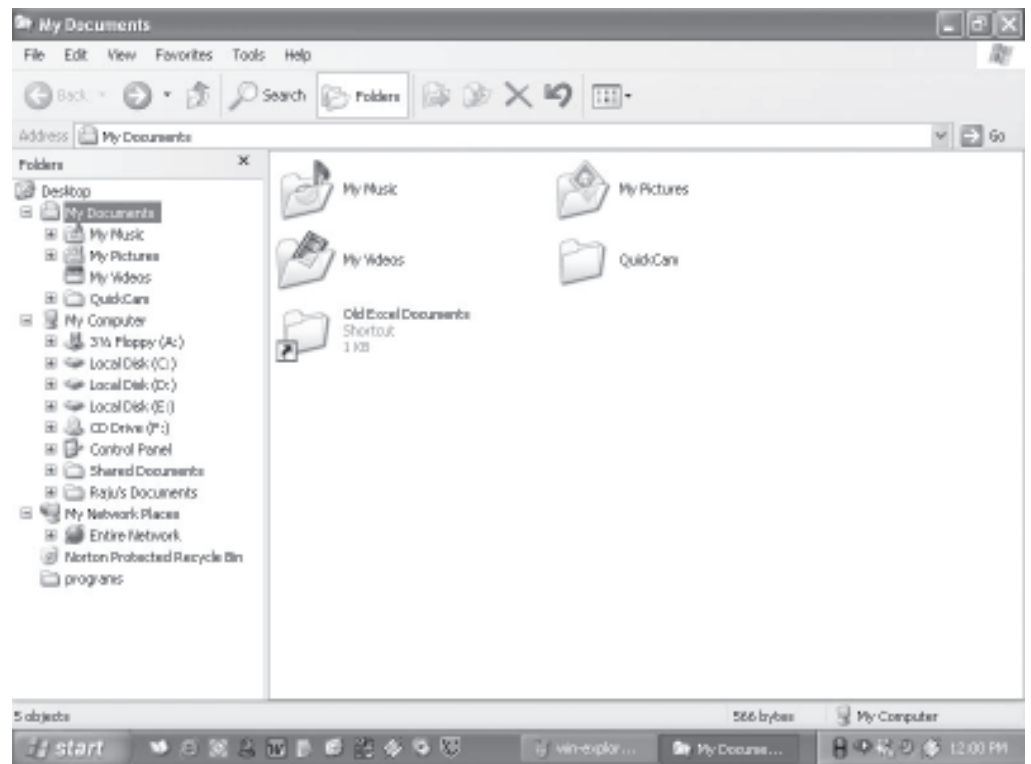 My Documents
File Edit View Favorites Tools Help
Back Search Folders
Address My Documents Go
Folders
Desktop
My Documents
My Music
My Pictures
My Videos
QuickCam
My Computer
3½ Floppy (A:)
Local Disk (C:)
Local Disk (D:)
Local Disk (E:)
CD Drive (F:)
Control Panel
Shared Documents
Raju's Documents
My Network Places
Entire Network
Norton Protected Recycle Bin
programs
My Music
My Pictures
My Videos
QuickCam
Old Excel Documents
Shortcut
1 KB
5 objects
566 bytes
My Computer
start
win-explor...
My Docume...
12:00 PM